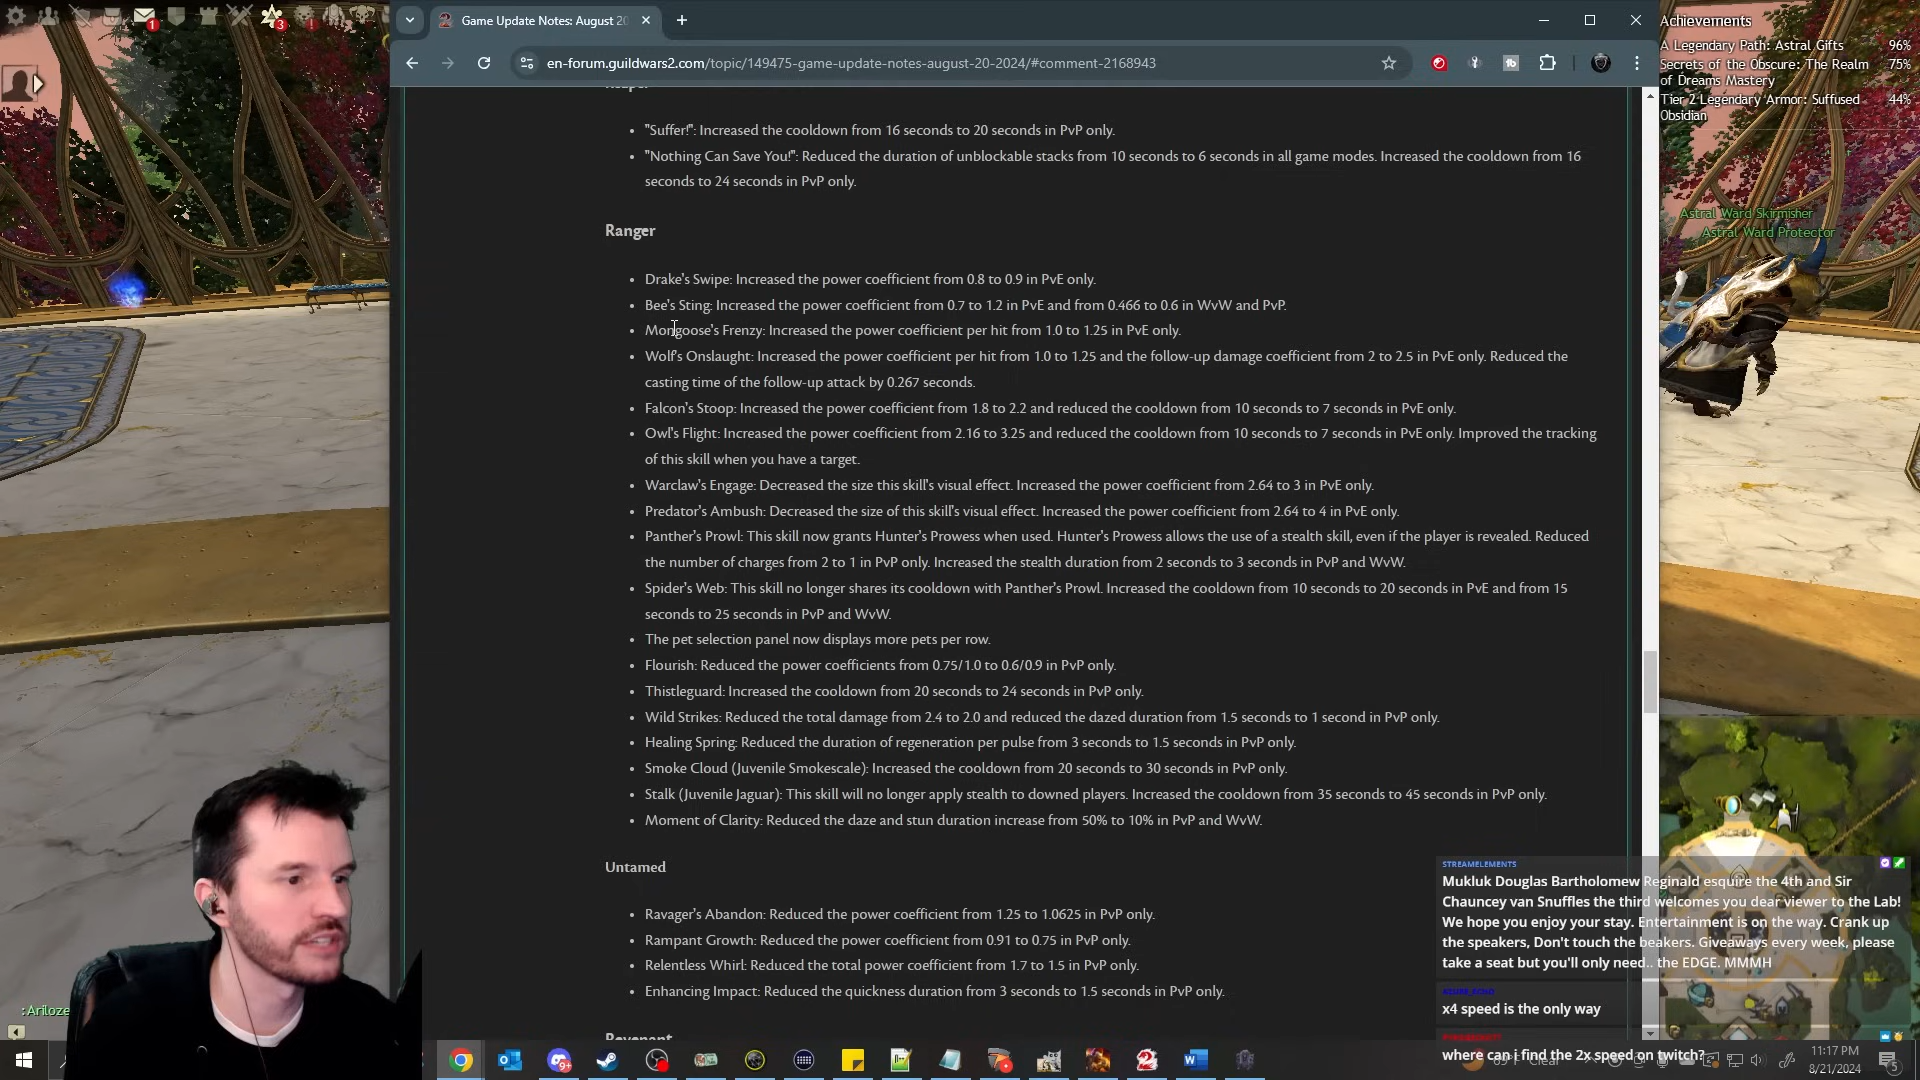 Game Update Notes: August 20
en-forum.guildwars2.com/topic/149475-game-update-notes-august-20-2024/#comment-2168943
Achievements
A Legendary Path: Astral Gifts 96%
Secrets of the Obscure: The Realm 75%
of Dreams Mastery
Tier 2 Legendary Armor: Suffused 44%
Obsidian
1
3
Astral Ward Skirmisher
Astral Ward Protector
"Suffer!": Increased the cooldown from 16 seconds to 20 seconds in PvP only.
"Nothing Can Save You!": Reduced the duration of unblockable stacks from 10 seconds to 6 seconds in all game modes. Increased the cooldown from 16
seconds to 24 seconds in PvP only.
Ranger
Drake's Swipe: Increased the power coefficient from 0.8 to 0.9 in PvE only.
Bee's Sting: Increased the power coefficient from 0.7 to 1.2 in PvE and from 0.466 to 0.6 in WvW and PvP.
Mongoose's Frenzy: Increased the power coefficient per hit from 1.0 to 1.25 in PvE only.
Wolf's Onslaught: Increased the power coefficient per hit from 1.0 to 1.25 and the follow-up damage coefficient from 2 to 2.5 in PvE only. Reduced the
casting time of the follow-up attack by 0.267 seconds.
Falcon's Stoop: Increased the power coefficient from 1.8 to 2.2 and reduced the cooldown from 10 seconds to 7 seconds in PvE only.
Owl's Flight: Increased the power coefficient from 2.16 to 3.25 and reduced the cooldown from 10 seconds to 7 seconds in PvE only. Improved the tracking
of this skill when you have a target.
Warclaw's Engage: Decreased the size this skill's visual effect. Increased the power coefficient from 2.64 to 3 in PvE only.
Predator's Ambush: Decreased the size of this skill's visual effect. Increased the power coefficient from 2.64 to 4 in PvE only.
Panther's Prowl: This skill now grants Hunter's Prowess when used. Hunter's Prowess allows the use of a stealth skill, even if the player is revealed. Reduced
the number of charges from 2 to 1 in PvP only. Increased the stealth duration from 2 seconds to 3 seconds in PvP and WvW.
Spider's Web: This skill no longer shares its cooldown with Panther's Prowl. Increased the cooldown from 10 seconds to 20 seconds in PvE and from 15
seconds to 25 seconds in PvP and WvW.
The pet selection panel now displays more pets per row.
Flourish: Reduced the power coefficients from 0.75/1.0 to 0.6/0.9 in PvP only.
Thistleguard: Increased the cooldown from 20 seconds to 24 seconds in PvP only.
Wild Strikes: Reduced the total damage from 2.4 to 2.0 and reduced the dazed duration from 1.5 seconds to 1 second in PvP only.
Healing Spring: Reduced the duration of regeneration per pulse from 3 seconds to 1.5 seconds in PvP only.
Smoke Cloud (Juvenile Smokescale): Increased the cooldown from 20 seconds to 30 seconds in PvP only.
Stalk (Juvenile Jaguar): This skill will no longer apply stealth to downed players. Increased the cooldown from 35 seconds to 45 seconds in PvP only.
Moment of Clarity: Reduced the daze and stun duration increase from 50% to 10% in PvP and WvW.
Untamed
Ravager's Abandon: Reduced the power coefficient from 1.25 to 1.0625 in PvP only.
Rampant Growth: Reduced the power coefficient from 0.91 to 0.75 in PvP only.
Relentless Whirl: Reduced the total power coefficient from 1.7 to 1.5 in PvP only.
Enhancing Impact: Reduced the quickness duration from 3 seconds to 1.5 seconds in PvP only.
Revenant
STREAMELEMENTS
Mukluk Douglas Bartholomew Reginald esquire the 4th and Sir
Chauncey van Snuffles the third welcomes you dear viewer to the Lab!
We hope you enjoy your stay. Entertainment is on the way. Crank up
the speakers, Don't touch the beakers. Giveaways every week, please
take a seat but you'll only need.. the EDGE. MMMH
x4 speed is the only way
where can i find the 2x speed on twitch?
: Ariloze
Clear
11:17 PM
8/21/2024
5
9+